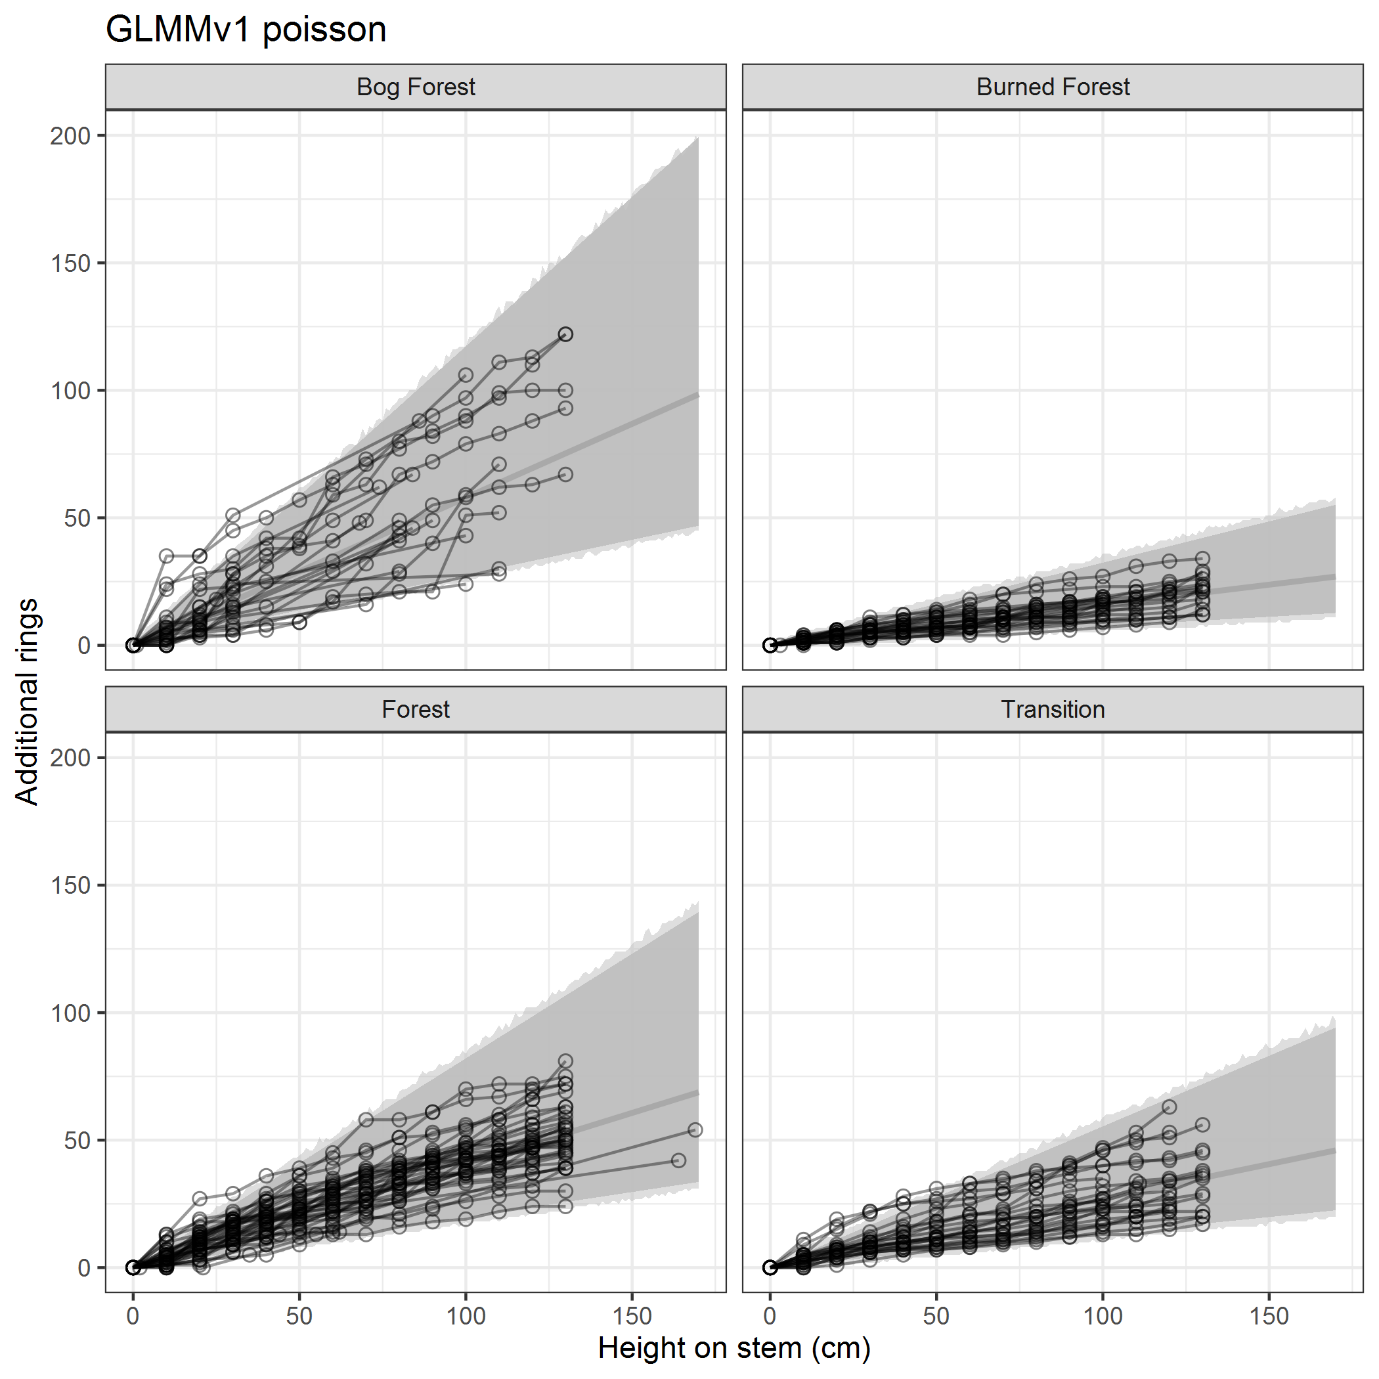 GLMMv1 poisson
Bog Forest
Burned Forest
200
150
100
50
0
Forest
Transition
200
150
100
50
0
Additional rings
0 50 100 150
0 50 100 150
Height on stem (cm)